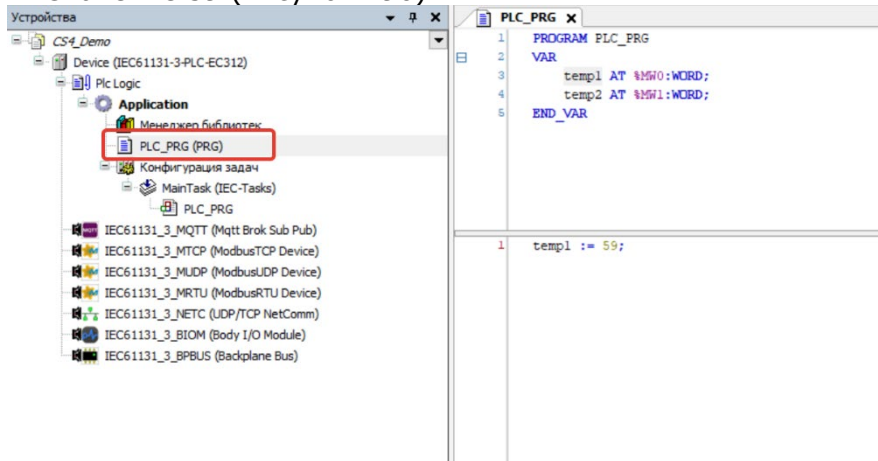 Устройства
CS4_Demo
Device (IEC61131-3-PLC-EC312)
Plc Logic
Application
Менеджер библиотек
PLC_PRG (PRG)
Конфигурация задач
MainTask (IEC-Tasks)
PLC_PRG
IEC61131_3_MQTT (Mqtt Brok Sub Pub)
IEC61131_3_MTCP (ModbusTCP Device)
IEC61131_3_MUDP (ModbusUDP Device)
IEC61131_3_MRTU (ModbusRTU Device)
IEC61131_3_NETC (UDP/TCP NetComm)
IEC61131_3_BIOM (Body I/O Module)
IEC61131_3_BPBUS (Backplane Bus)
PLC_PRG X
1 PROGRAM PLC_PRG
2 VAR
3 temp1 AT %MW0:WORD;
4 temp2 AT %MW1:WORD;
5 END_VAR
1 temp1 := 59;